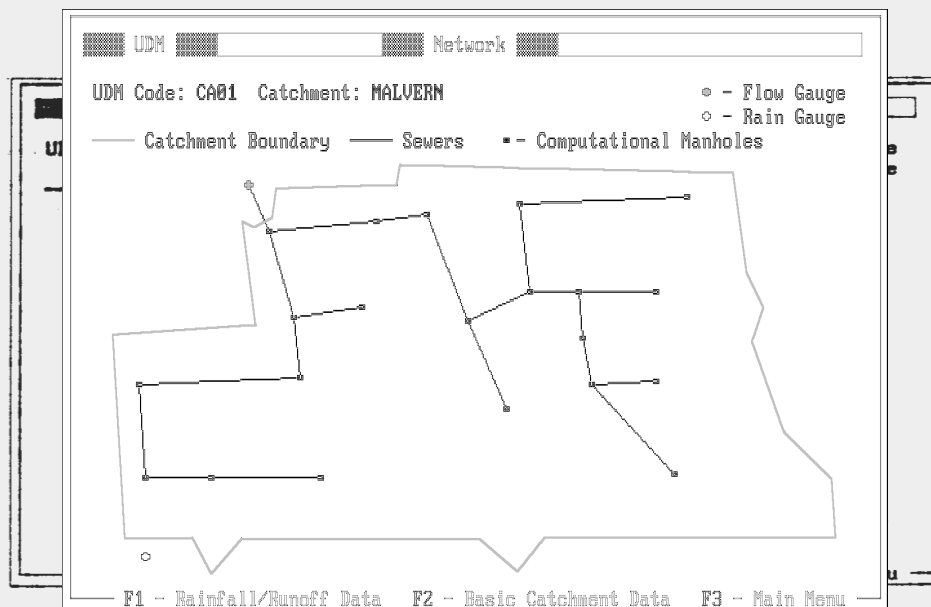 UDM Network
UDM Code: CA01 Catchment: MALVERN
- Flow Gauge
- Rain Gauge
Catchment Boundary Sewers - Computational Manholes
F1 - Rainfall/Runoff Data F2 - Basic Catchment Data F3 - Main Menu